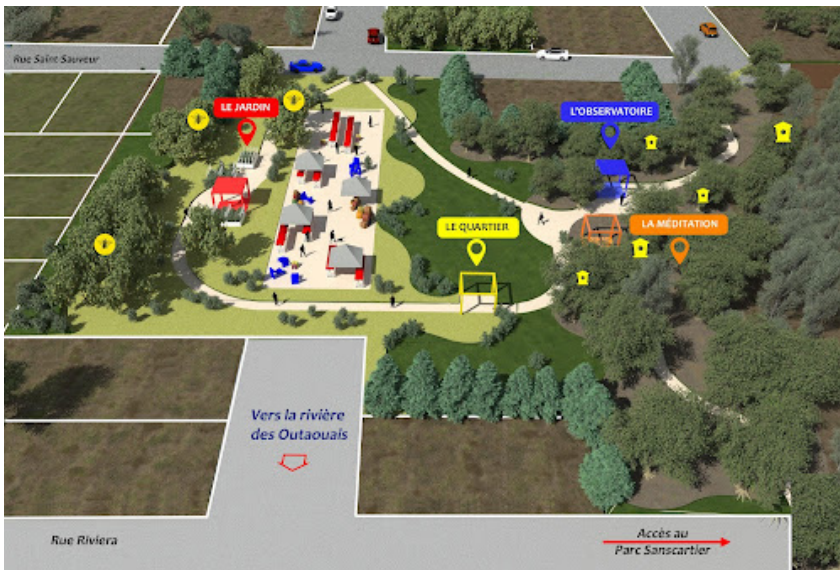 Rue Saint Sauveur
LE JARDIN
L'OBSERVATOIRE
LE QUARTIER
LA MÉDITATION
Vers la rivière
des Outaouais
Rue Riviera
Accès au
Parc Sanscartier